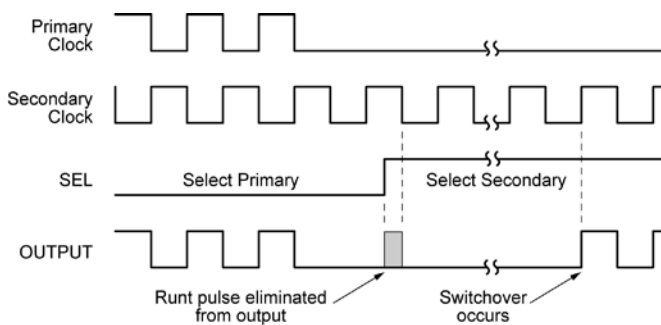 Primary
Clock
Secondary
Clock
SEL
Select Primary
Select Secondary
OUTPUT
Runt pulse eliminated
from output
Switchover
occurs